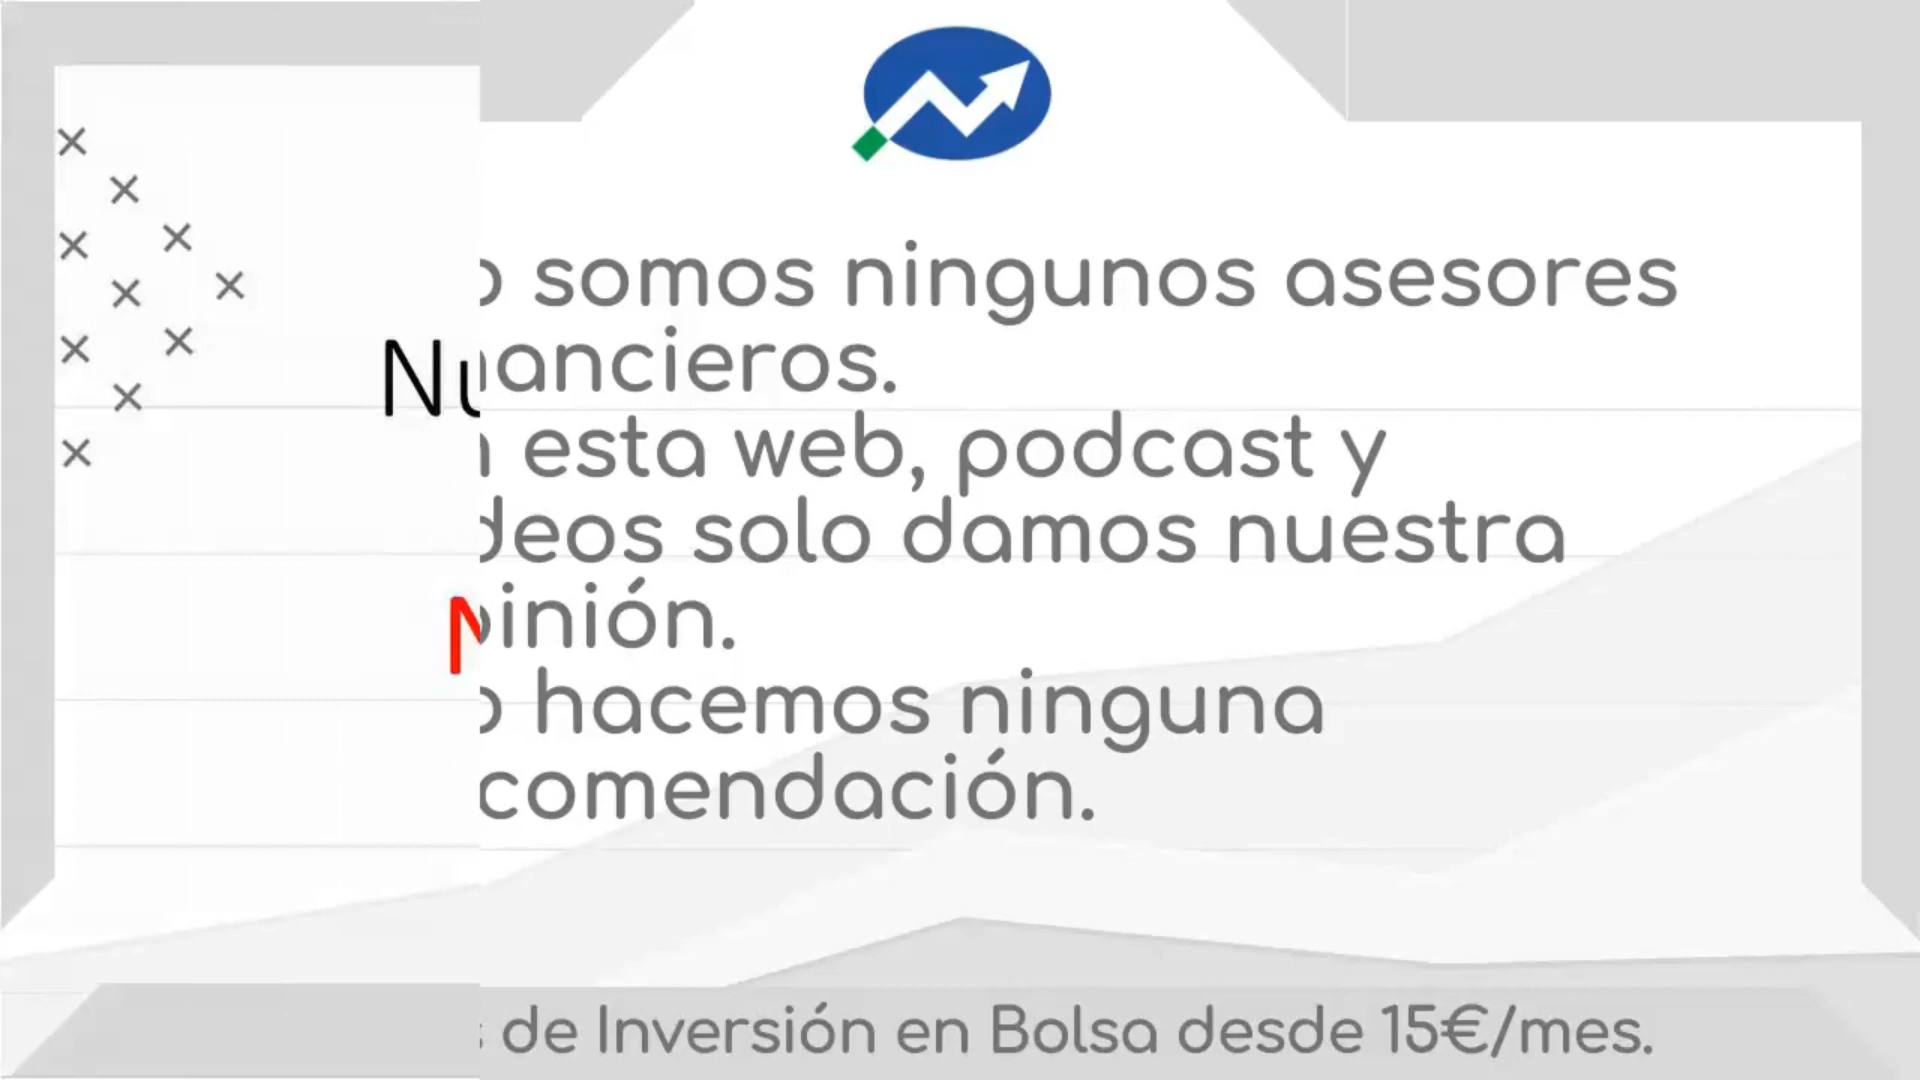 somos ningunos asesores
ancieros.
esta web, podcast y
deos solo damos nuestra
inión.
hacemos ninguna
comendación.
de Inversión en Bolsa desde 15€/mes.